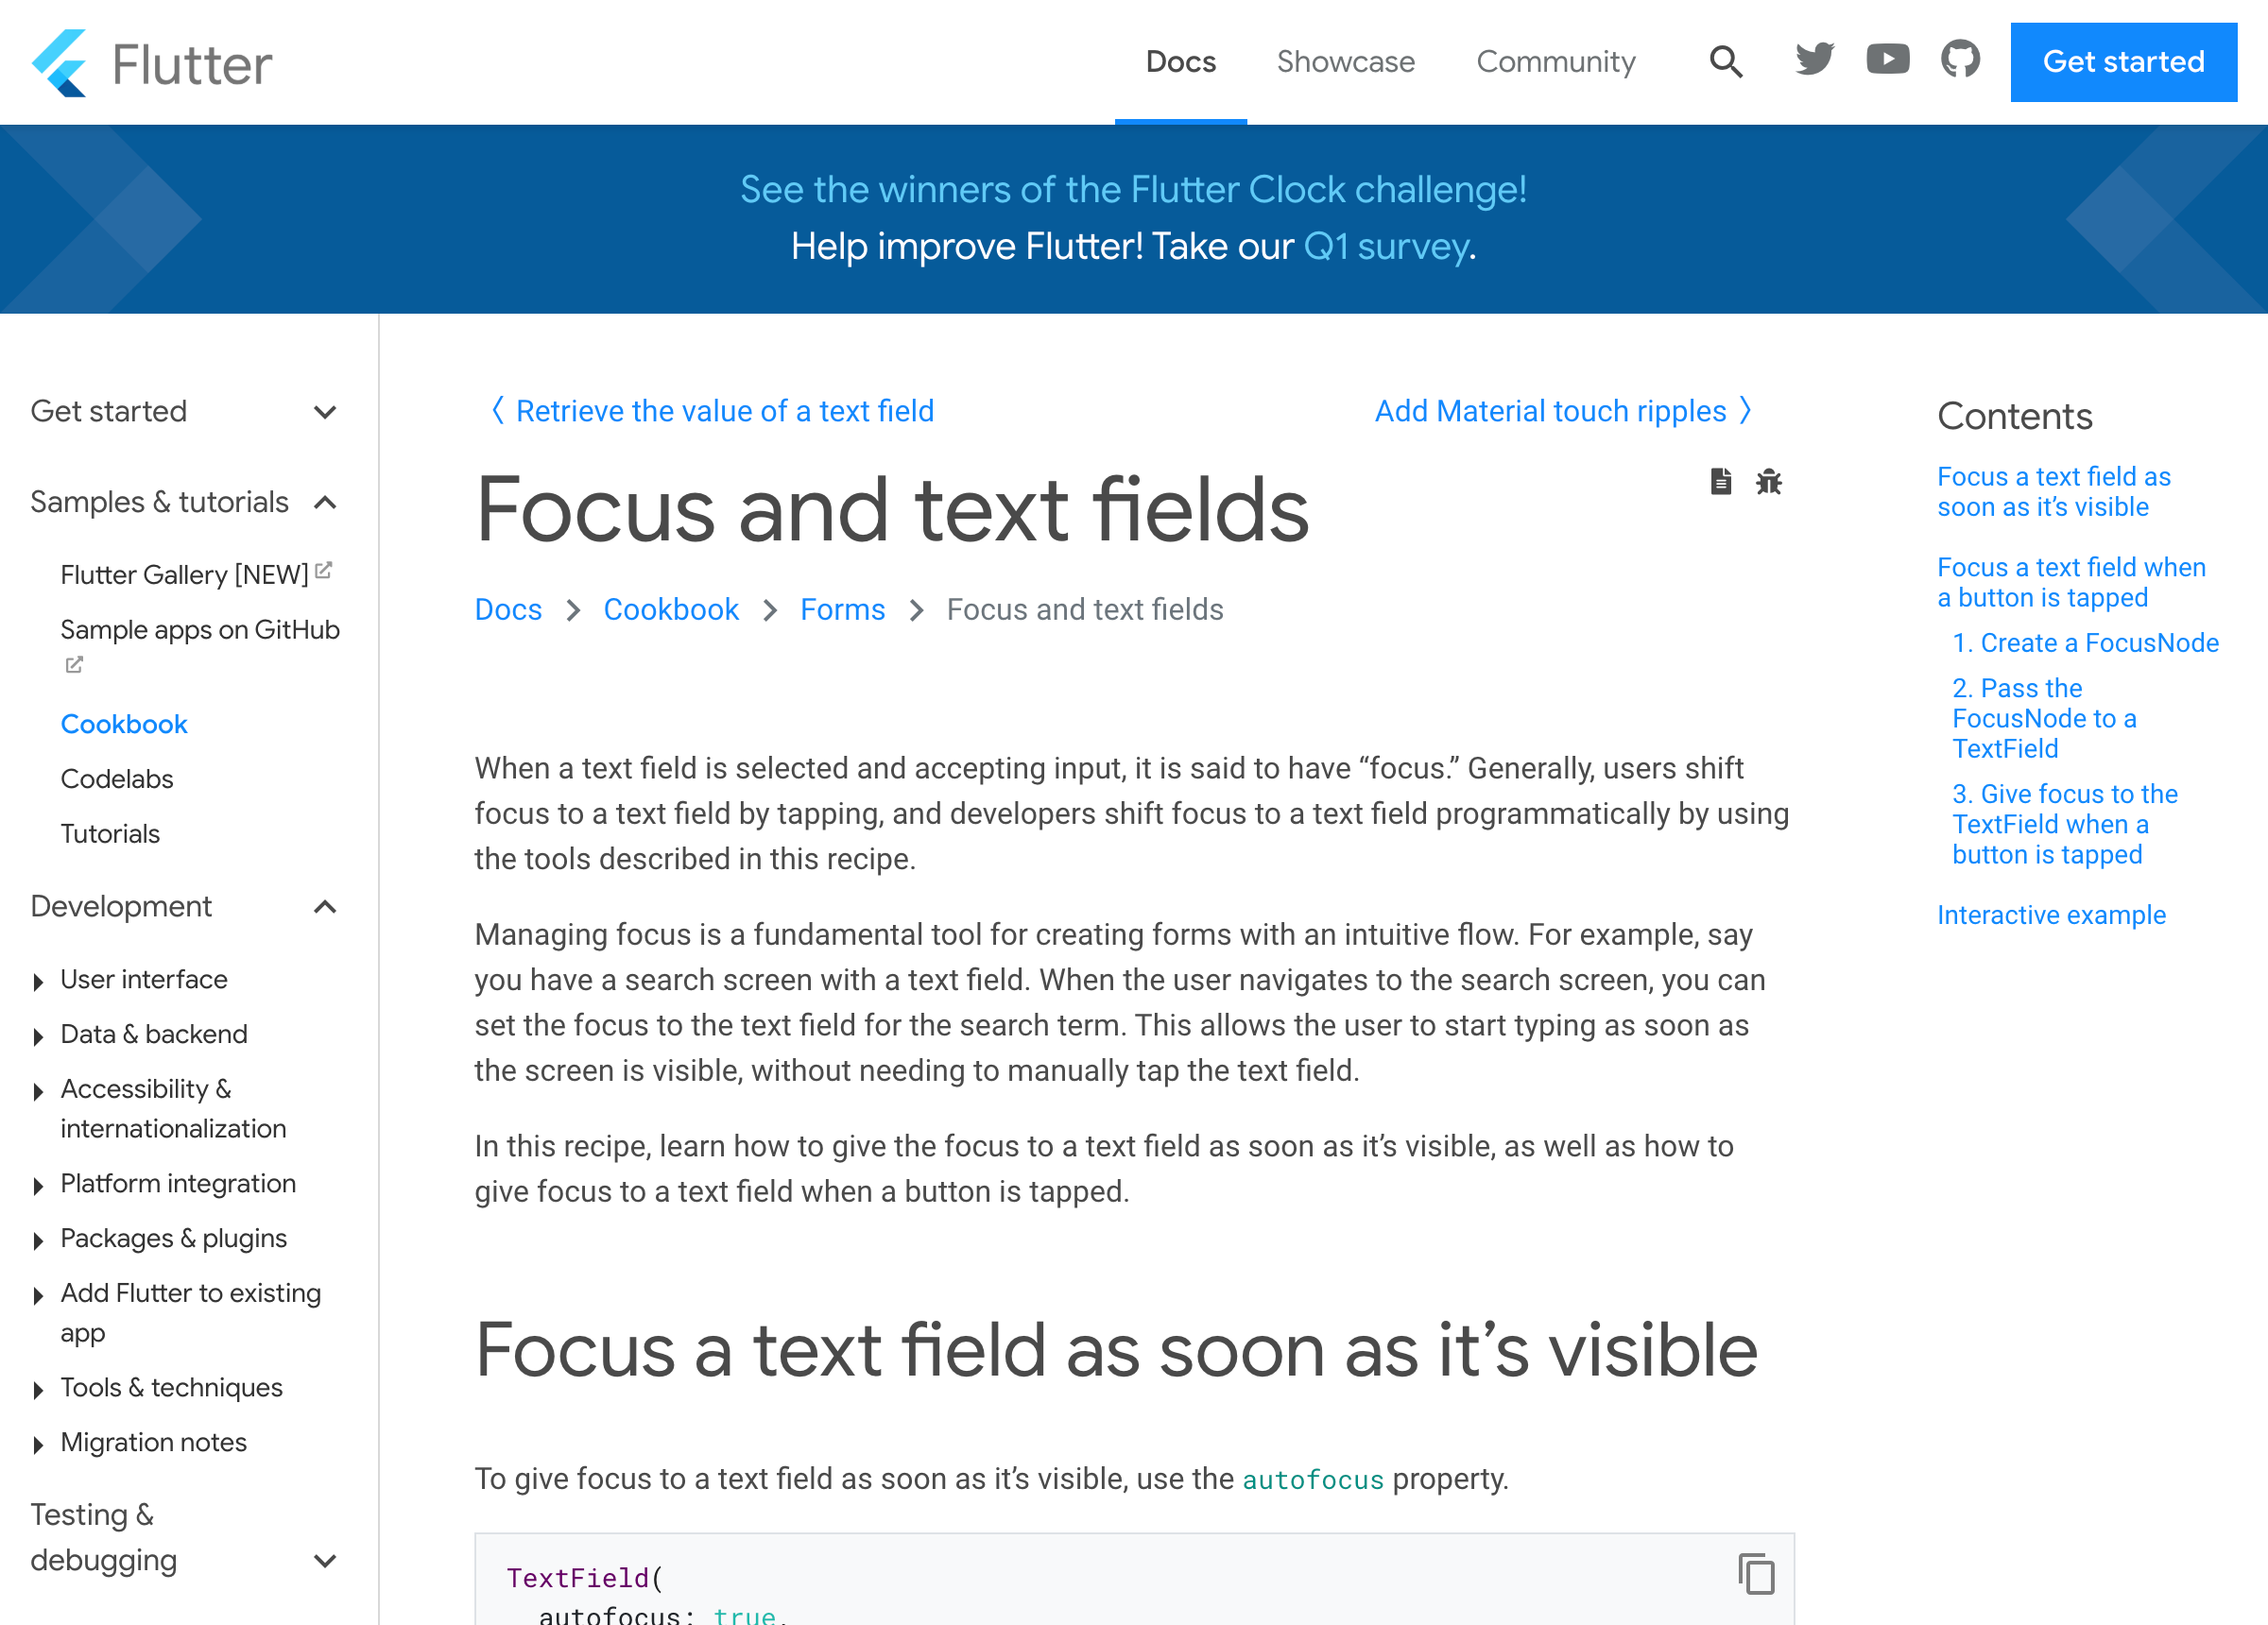 Flutter
Docs
Showcase
Community
Get started
See the winners of the Flutter Clock challenge!
Help improve Flutter! Take our Q1 survey.
Get started
Samples & tutorials
Flutter Gallery [NEW]
Sample apps on GitHub
Cookbook
Codelabs
Tutorials
Development
User interface
Data & backend
Accessibility &
internationalization
Platform integration
Packages & plugins
Add Flutter to existing
app
Tools & techniques
Migration notes
Testing &
debugging
〈 Retrieve the value of a text field
Add Material touch ripples 〉
Focus and text fields
Docs
Cookbook
Forms
Focus and text fields
When a text field is selected and accepting input, it is said to have “focus.” Generally, users shift
focus to a text field by tapping, and developers shift focus to a text field programmatically by using
the tools described in this recipe.
Managing focus is a fundamental tool for creating forms with an intuitive flow. For example, say
you have a search screen with a text field. When the user navigates to the search screen, you can
set the focus to the text field for the search term. This allows the user to start typing as soon as
the screen is visible, without needing to manually tap the text field.
In this recipe, learn how to give the focus to a text field as soon as it’s visible, as well as how to
give focus to a text field when a button is tapped.
Focus a text field as soon as it’s visible
To give focus to a text field as soon as it’s visible, use the autofocus property.
TextField(
autofocus: true,
Contents
Focus a text field as
soon as it’s visible
Focus a text field when
a button is tapped
1. Create a FocusNode
2. Pass the
FocusNode to a
TextField
3. Give focus to the
TextField when a
button is tapped
Interactive example